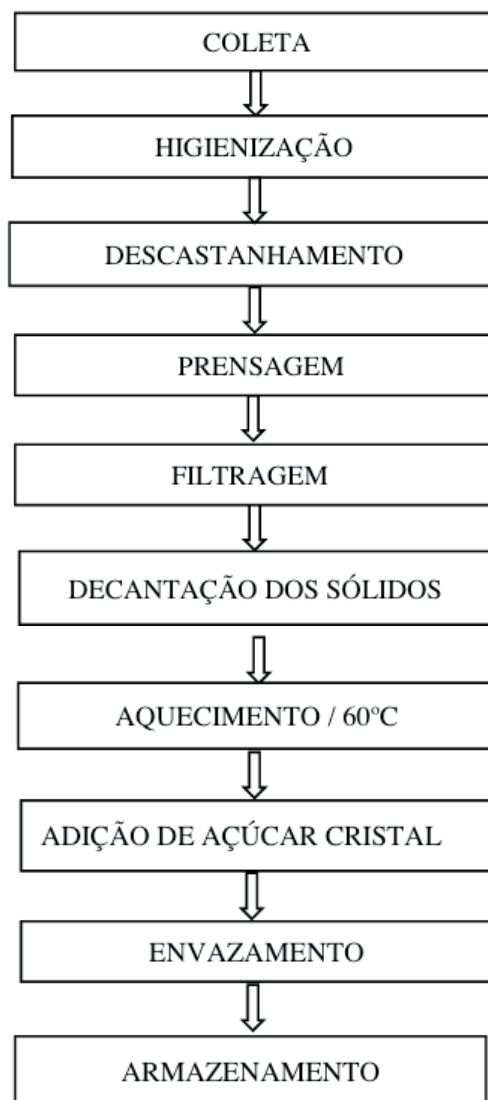 COLETA
HIGIENIZAÇÃO
DESCASTANHAMENTO
PRENSAGEM
FILTRAGEM
DECANTAÇÃO DOS SÓLIDOS
AQUECIMENTO / 60ºC
ADIÇÃO DE AÇÚCAR CRISTAL
ENVAZAMENTO
ARMAZENAMENTO